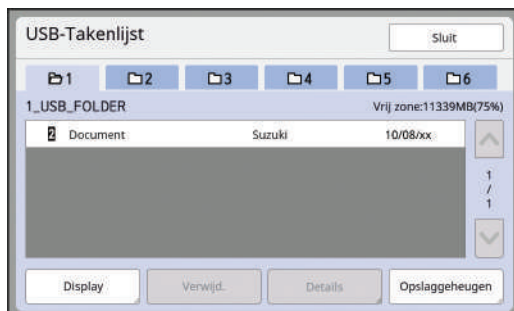 USB-Takenlijst Sluit
1 2 3 4 5 6
1_USB_FOLDER Vrij zone:11339MB(75%)
2 Document Suzuki 10/08/xx
1
/
1
Display Verwijd. Details Opslaggeheugen